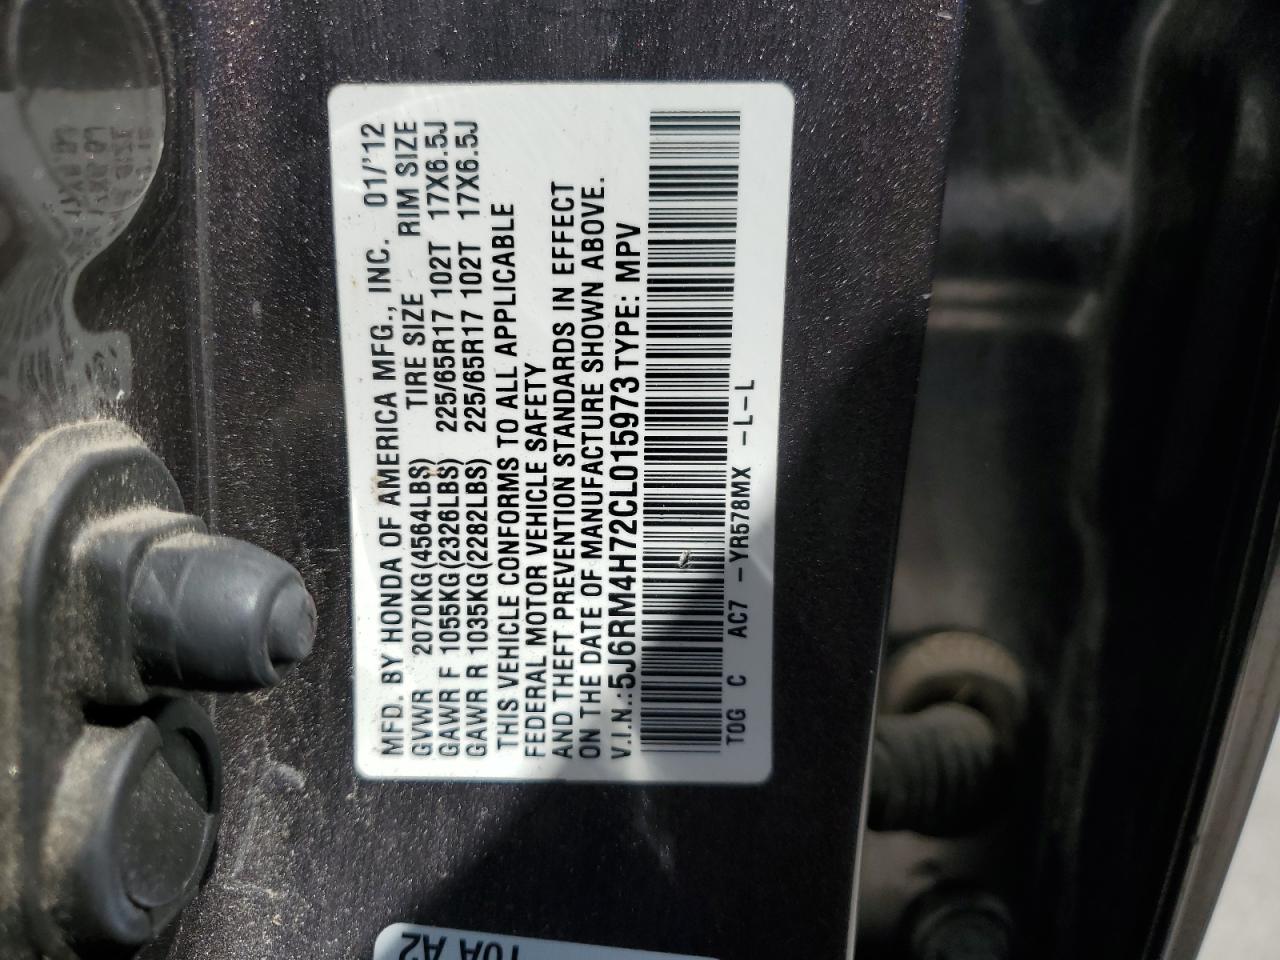 MFD. BY HONDA OF AMERICA MFG., INC. 01/'12
GVWR 2070KG(4564LBS) TIRE SIZE RIM SIZE
GAWR F 1055KG(2326LBS) 225/65R17 102T 17X6.5J
GAWR R 1035KG(2282LBS) 225/65R17 102T 17X6.5J
THIS VEHICLE CONFORMS TO ALL APPLICABLE
FEDERAL MOTOR VEHICLE SAFETY
AND THEFT PREVENTION STANDARDS IN EFFECT
ON THE DATE OF MANUFACTURE SHOWN ABOVE.
V.I.N.:5J6RM4H72CL015973 TYPE: MPV
TOG C AC7 -YR578MX -L-L
T0A A2